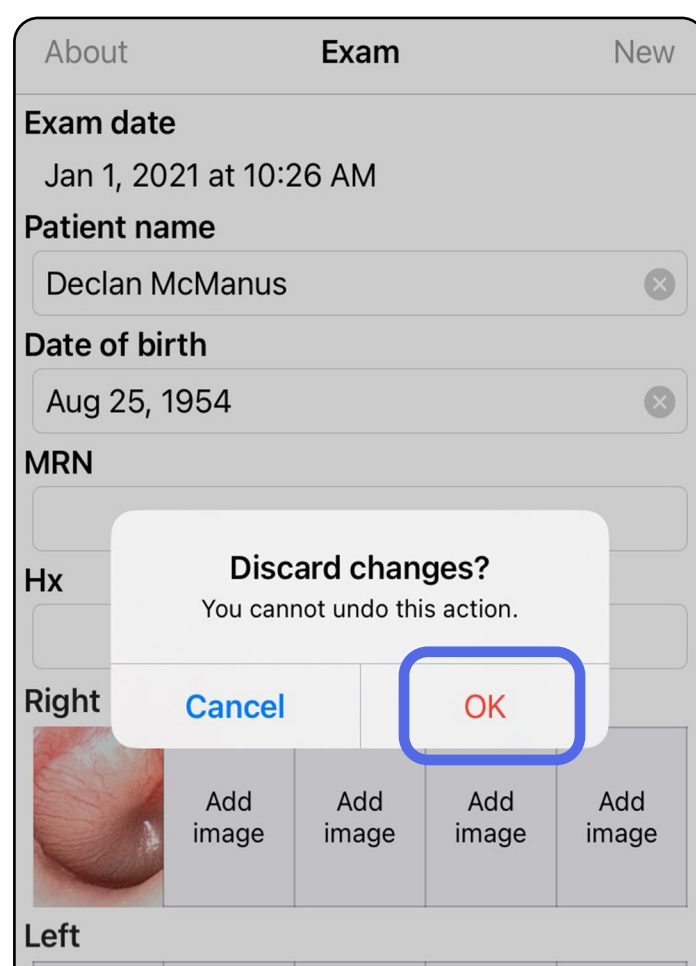 About Exam New
Exam date
Jan 1, 2021 at 10:26 AM
Patient name
Declan McManus
Date of birth
Aug 25, 1954
MRN
Discard changes?
Hx
You cannot undo this action.
Right
Cancel OK
Add image
Add image
Add image
Add image
Left